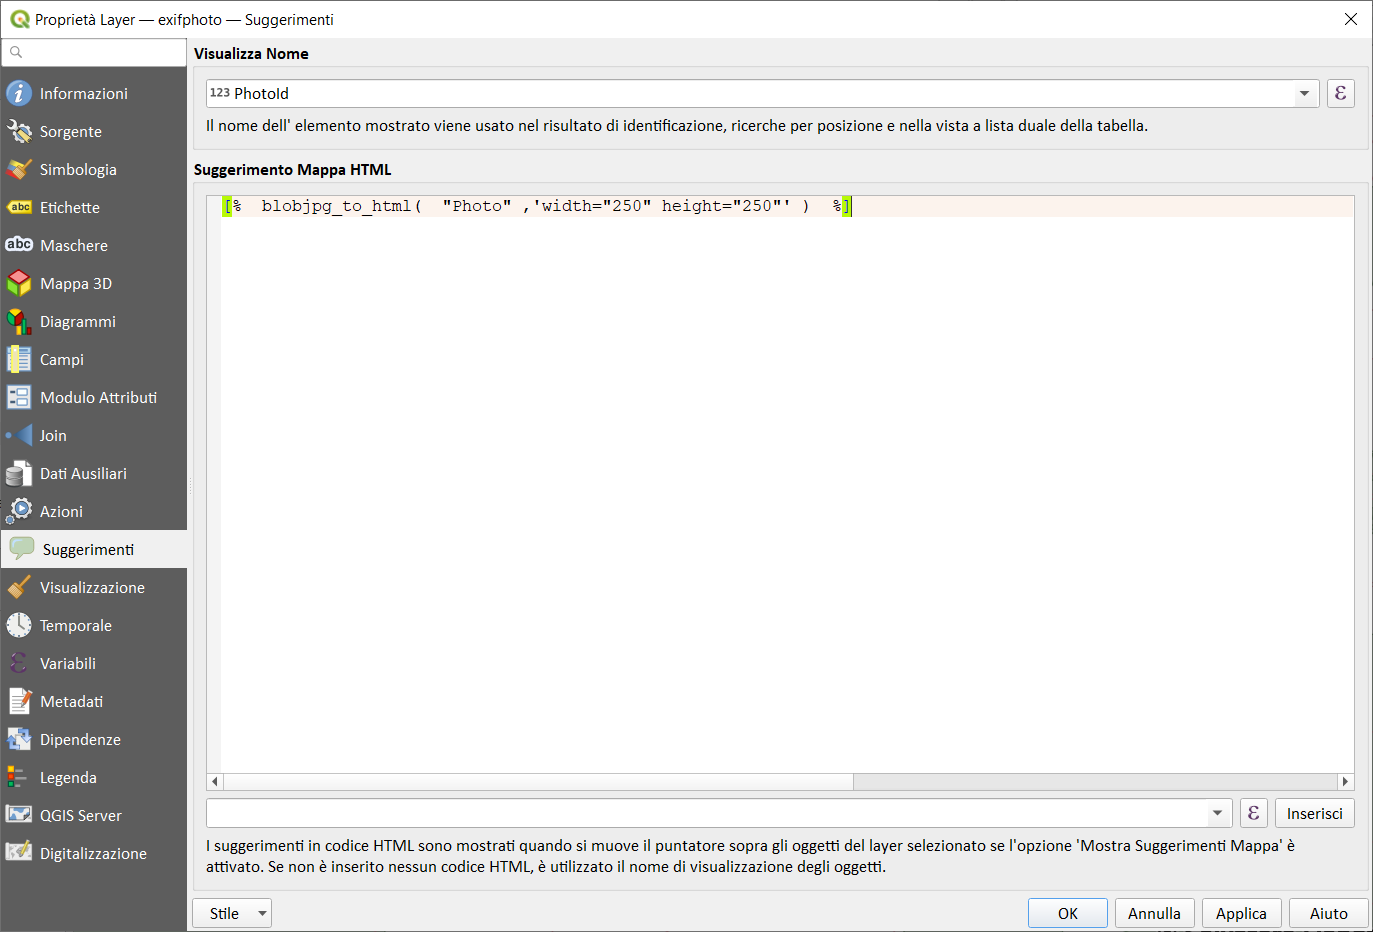 Proprietà Layer — exifphoto — Suggerimenti
Informazioni
Sorgente
Simbologia
abc Etichette
abc Maschere
Mappa 3D
Diagrammi
Campi
Modulo Attributi
Join
Dati Ausiliari
Azioni
Suggerimenti
Visualizzazione
Temporale
Variabili
Metadati
Dipendenze
Legenda
QGIS Server
Digitalizzazione
Visualizza Nome
123 PhotoId
ε
Il nome dell' elemento mostrato viene usato nel risultato di identificazione, ricerche per posizione e nella vista a lista duale della tabella.
Suggerimento Mappa HTML
[%  blobjpg_to_html(  "Photo" ,'width="250" height="250"' )  %]
ε Inserisci
I suggerimenti in codice HTML sono mostrati quando si muove il puntatore sopra gli oggetti del layer selezionato se l'opzione 'Mostra Suggerimenti Mappa' è
attivato. Se non è inserito nessun codice HTML, è utilizzato il nome di visualizzazione degli oggetti.
Stile OK Annulla Applica Aiuto